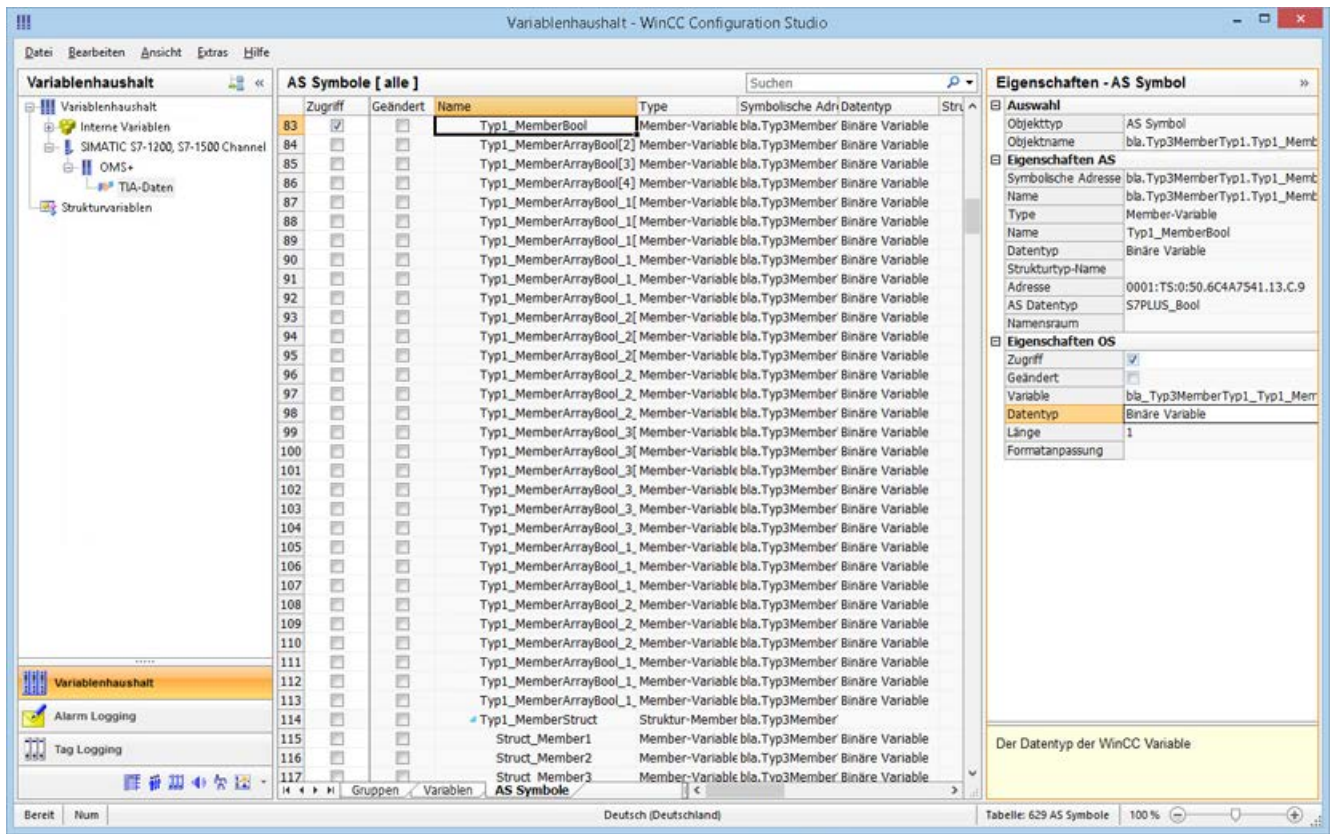 Variablenhaushalt - WinCC Configuration Studio
Datei Bearbeiten Ansicht Extras Hilfe
Variablenhaushalt
Variablenhaushalt
Interne Variablen
SIMATIC S7-1200, S7-1500 Channel
OMS+
TIA-Daten
Strukturvariablen
Variablenhaushalt
Alarm Logging
Tag Logging
AS Symbole [ alle ] Suchen
Zugriff Geändert Name Type Symbolische Adr Datentyp Stru
83 Typ1_MemberBool Member-Variable bla.Typ3Member Binäre Variable
84 Typ1_MemberArrayBool[2] Member-Variable bla.Typ3Member Binäre Variable
85 Typ1_MemberArrayBool[3] Member-Variable bla.Typ3Member Binäre Variable
86 Typ1_MemberArrayBool[4] Member-Variable bla.Typ3Member Binäre Variable
87 Typ1_MemberArrayBool_1[ Member-Variable bla.Typ3Member Binäre Variable
88 Typ1_MemberArrayBool_1[ Member-Variable bla.Typ3Member Binäre Variable
89 Typ1_MemberArrayBool_1[ Member-Variable bla.Typ3Member Binäre Variable
90 Typ1_MemberArrayBool_1_ Member-Variable bla.Typ3Member Binäre Variable
91 Typ1_MemberArrayBool_1_ Member-Variable bla.Typ3Member Binäre Variable
92 Typ1_MemberArrayBool_1_ Member-Variable bla.Typ3Member Binäre Variable
93 Typ1_MemberArrayBool_2[ Member-Variable bla.Typ3Member Binäre Variable
94 Typ1_MemberArrayBool_2[ Member-Variable bla.Typ3Member Binäre Variable
95 Typ1_MemberArrayBool_2[ Member-Variable bla.Typ3Member Binäre Variable
96 Typ1_MemberArrayBool_2_ Member-Variable bla.Typ3Member Binäre Variable
97 Typ1_MemberArrayBool_2_ Member-Variable bla.Typ3Member Binäre Variable
98 Typ1_MemberArrayBool_2_ Member-Variable bla.Typ3Member Binäre Variable
99 Typ1_MemberArrayBool_3[ Member-Variable bla.Typ3Member Binäre Variable
100 Typ1_MemberArrayBool_3[ Member-Variable bla.Typ3Member Binäre Variable
101 Typ1_MemberArrayBool_3[ Member-Variable bla.Typ3Member Binäre Variable
102 Typ1_MemberArrayBool_3_ Member-Variable bla.Typ3Member Binäre Variable
103 Typ1_MemberArrayBool_3_ Member-Variable bla.Typ3Member Binäre Variable
104 Typ1_MemberArrayBool_3_ Member-Variable bla.Typ3Member Binäre Variable
105 Typ1_MemberArrayBool_1_ Member-Variable bla.Typ3Member Binäre Variable
106 Typ1_MemberArrayBool_1_ Member-Variable bla.Typ3Member Binäre Variable
107 Typ1_MemberArrayBool_1_ Member-Variable bla.Typ3Member Binäre Variable
108 Typ1_MemberArrayBool_2_ Member-Variable bla.Typ3Member Binäre Variable
109 Typ1_MemberArrayBool_2_ Member-Variable bla.Typ3Member Binäre Variable
110 Typ1_MemberArrayBool_2_ Member-Variable bla.Typ3Member Binäre Variable
111 Typ1_MemberArrayBool_1_ Member-Variable bla.Typ3Member Binäre Variable
112 Typ1_MemberArrayBool_1_ Member-Variable bla.Typ3Member Binäre Variable
113 Typ1_MemberArrayBool_1_ Member-Variable bla.Typ3Member Binäre Variable
114 Typ1_MemberStruct Struktur-Member bla.Typ3Member
115 Struct_Member1 Member-Variable bla.Typ3Member Binäre Variable
116 Struct_Member2 Member-Variable bla.Typ3Member Binäre Variable
117 Struct_Member3 Member-Variable bla.Typ3Member Binäre Variable
Gruppen Variablen AS Symbole
Eigenschaften - AS Symbol
Auswahl
Objekttyp AS Symbol
Objektname bla.Typ3MemberTyp1.Typ1_Memb
Eigenschaften AS
Symbolische Adresse bla.Typ3MemberTyp1.Typ1_Memb
Name bla.Typ3MemberTyp1.Typ1_Memb
Type Member-Variable
Name Typ1_MemberBool
Datentyp Binäre Variable
Strukturtyp-Name
Adresse 0001:TS:0:50.6C4A7541.13.C.9
AS Datentyp S7PLUS_Bool
Namensraum
Eigenschaften OS
Zugriff
Geändert
Variable bla_Typ3MemberTyp1_Typ1_Mem
Datentyp Binäre Variable
Länge 1
Formatanpassung
Der Datentyp der WinCC Variable
Bereit Num Deutsch (Deutschland) Tabelle: 629 AS Symbole 100 %